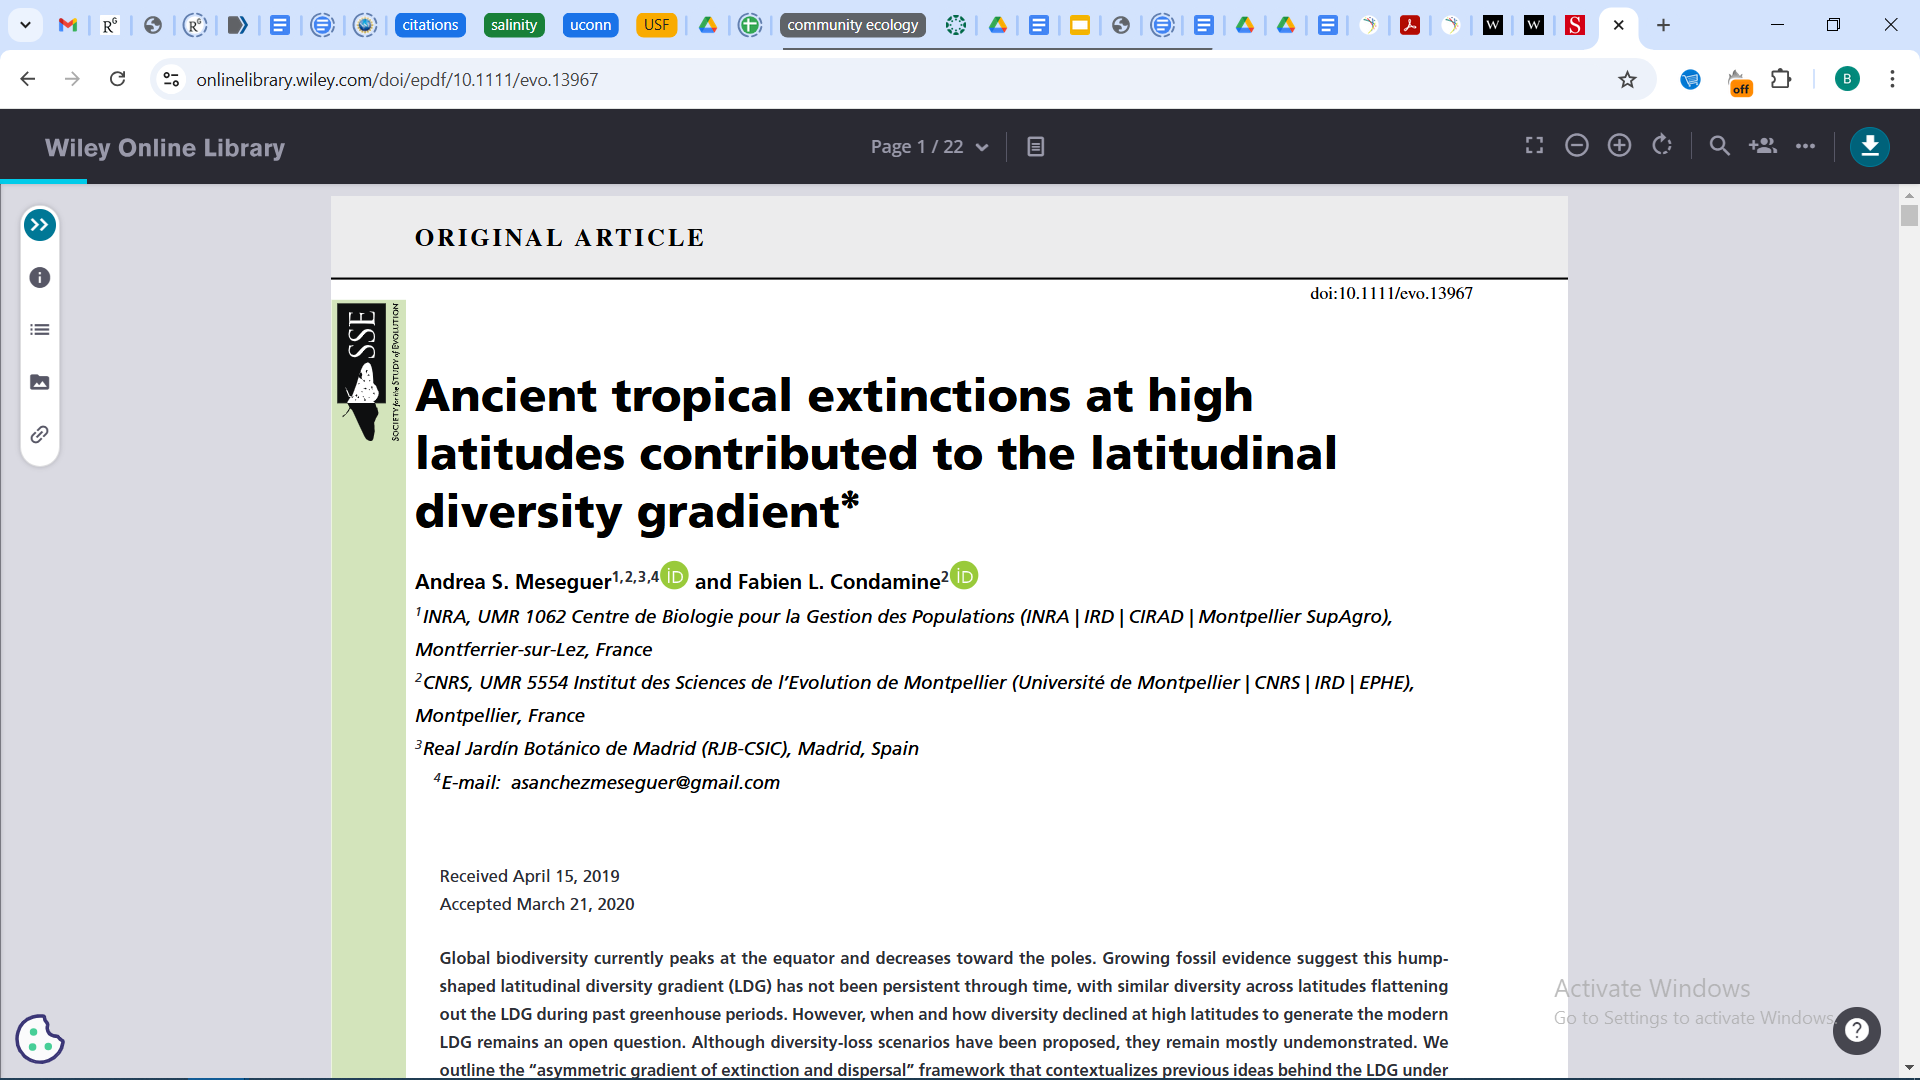 citations
salinity
uconn
USF
community ecology
onlinelibrary.wiley.com/doi/epdf/10.1111/evo.13967
off
B
Wiley Online Library
Page 1 / 22
ORIGINAL ARTICLE
doi:10.1111/evo.13967
SSE
SOCIETY for the STUDY of EVOLUTION
Ancient tropical extinctions at high
latitudes contributed to the latitudinal
diversity gradient*
Andrea S. Meseguer1,2,3,4 iD and Fabien L. Condamine2 iD
1INRA, UMR 1062 Centre de Biologie pour la Gestion des Populations (INRA | IRD | CIRAD | Montpellier SupAgro),
Montferrier-sur-Lez, France
2CNRS, UMR 5554 Institut des Sciences de l'Evolution de Montpellier (Université de Montpellier | CNRS | IRD | EPHE),
Montpellier, France
3Real Jardín Botánico de Madrid (RJB-CSIC), Madrid, Spain
4E-mail: asanchezmeseguer@gmail.com
Received April 15, 2019
Accepted March 21, 2020
Global biodiversity currently peaks at the equator and decreases toward the poles. Growing fossil evidence suggest this hump-
shaped latitudinal diversity gradient (LDG) has not been persistent through time, with similar diversity across latitudes flattening
out the LDG during past greenhouse periods. However, when and how diversity declined at high latitudes to generate the modern
LDG remains an open question. Although diversity-loss scenarios have been proposed, they remain mostly undemonstrated. We
outline the "asymmetric gradient of extinction and dispersal" framework that contextualizes previous ideas behind the LDG under
Activate Windows
Go to Settings to activate Windows.